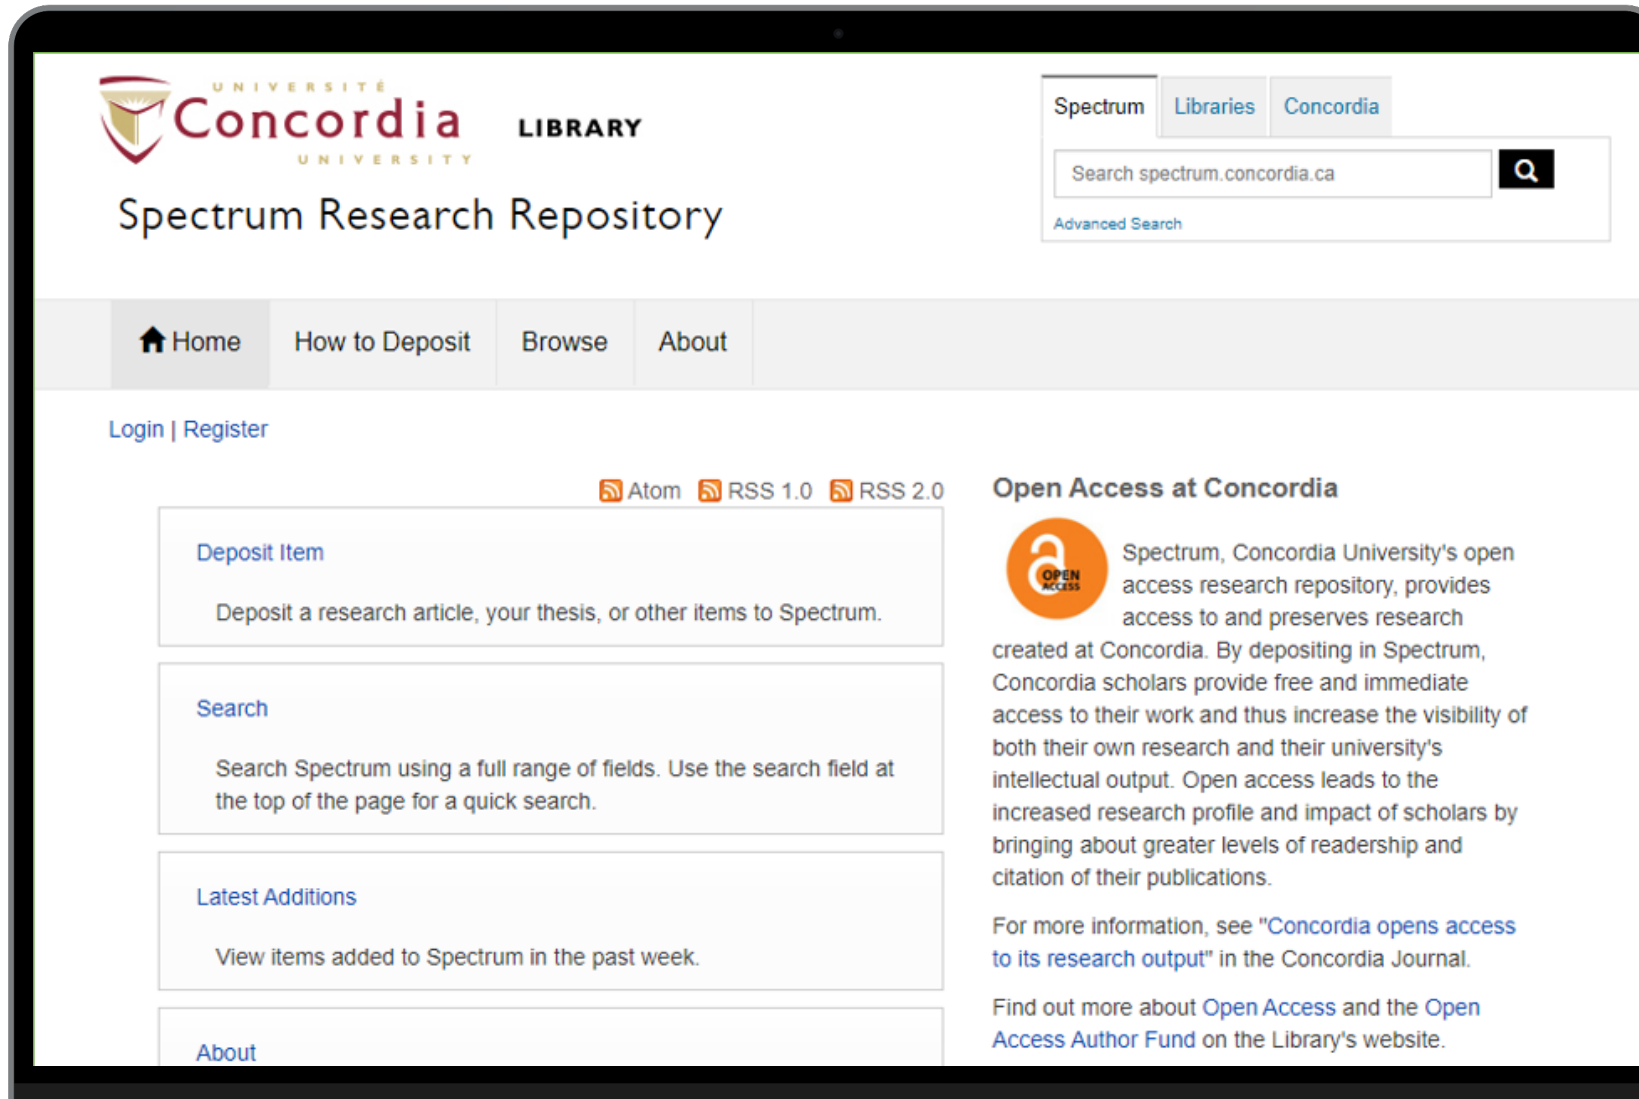 UNIVERSITÉ
Concordia
UNIVERSITY
LIBRARY
Spectrum Research Repository
Spectrum
Libraries
Concordia
Search spectrum.concordia.ca
Advanced Search
Home
How to Deposit
Browse
About
Login | Register
Atom
RSS 1.0
RSS 2.0
Deposit Item
Deposit a research article, your thesis, or other items to Spectrum.
Search
Search Spectrum using a full range of fields. Use the search field at
the top of the page for a quick search.
Latest Additions
View items added to Spectrum in the past week.
About
Open Access at Concordia
OPEN
ACCESS
Spectrum, Concordia University's open
access research repository, provides
access to and preserves research
created at Concordia. By depositing in Spectrum,
Concordia scholars provide free and immediate
access to their work and thus increase the visibility of
both their own research and their university's
intellectual output. Open access leads to the
increased research profile and impact of scholars by
bringing about greater levels of readership and
citation of their publications.
For more information, see "Concordia opens access
to its research output" in the Concordia Journal.
Find out more about Open Access and the Open
Access Author Fund on the Library's website.